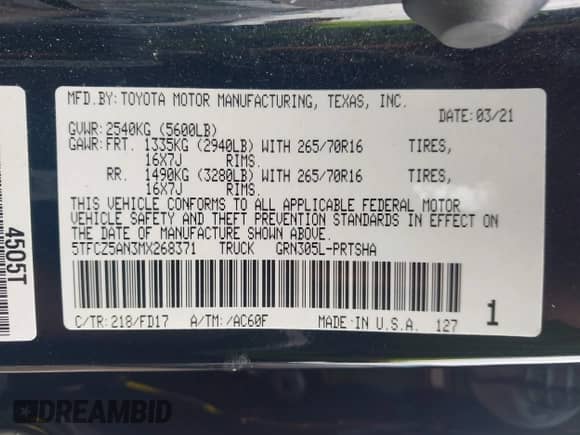 MFD.BY:TOYOTA MOTOR MANUFACTURING, TEXAS, INC.
DATE:03/21
GVWR:2540KG (5600LB)
GAWR:FRT. 1335KG (2940LB) WITH 265/70R16 TIRES,
16X7J RIMS.
RR. 1490KG (3280LB) WITH 265/70R16 TIRES,
16X7J RIMS.
THIS VEHICLE CONFORMS TO ALL APPLICABLE FEDERAL MOTOR
VEHICLE SAFETY AND THEFT PREVENTION STANDARDS IN EFFECT ON
THE DATE OF MANUFACTURE SHOWN ABOVE.
5TFCZ5AN3MX268371 TRUCK GRN305L-PRTSHA
C/TR:218/FD17 A/TM:/AC60F MADE IN U.S.A. 127 1
4505T
DREAMBID